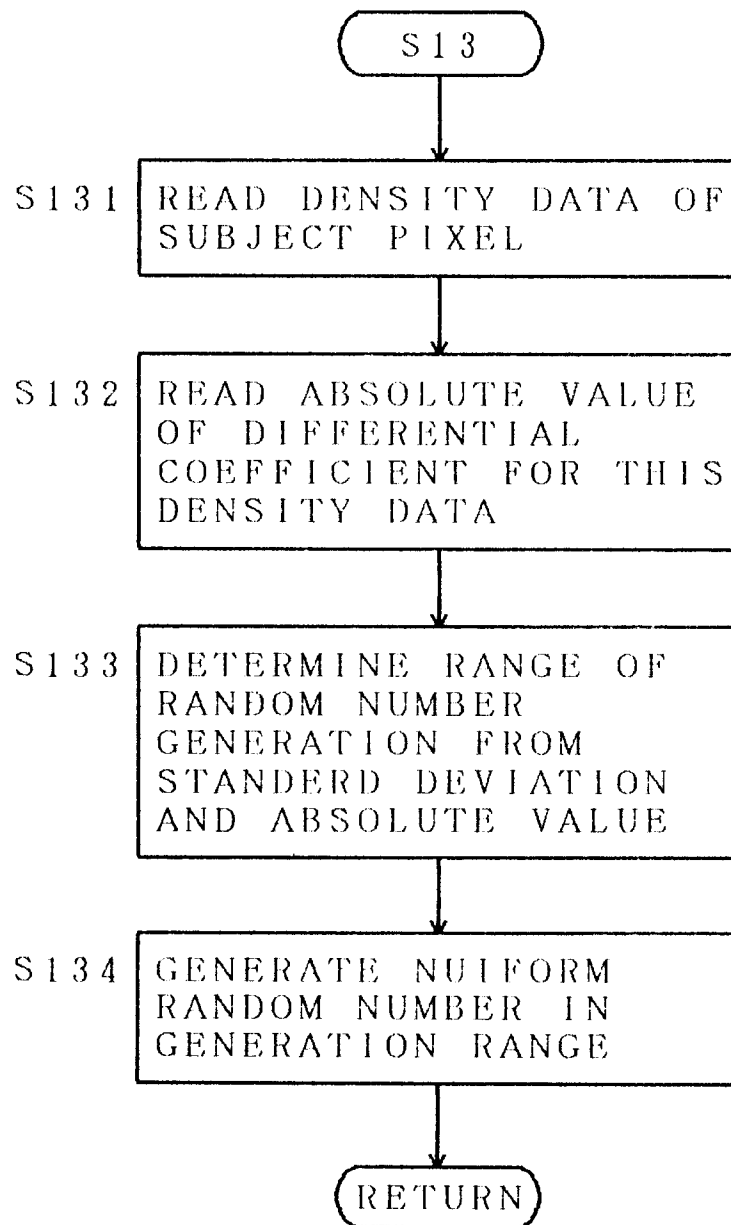 S13
S131 READ DENSITY DATA OF
SUBJECT PIXEL
S132 READ ABSOLUTE VALUE
OF DIFFERENTIAL
COEFFICIENT FOR THIS
DENSITY DATA
S133 DETERMINE RANGE OF
RANDOM NUMBER
GENERATION FROM
STANDERD DEVIATION
AND ABSOLUTE VALUE
S134 GENERATE NUIFORM
RANDOM NUMBER IN
GENERATION RANGE
RETURN